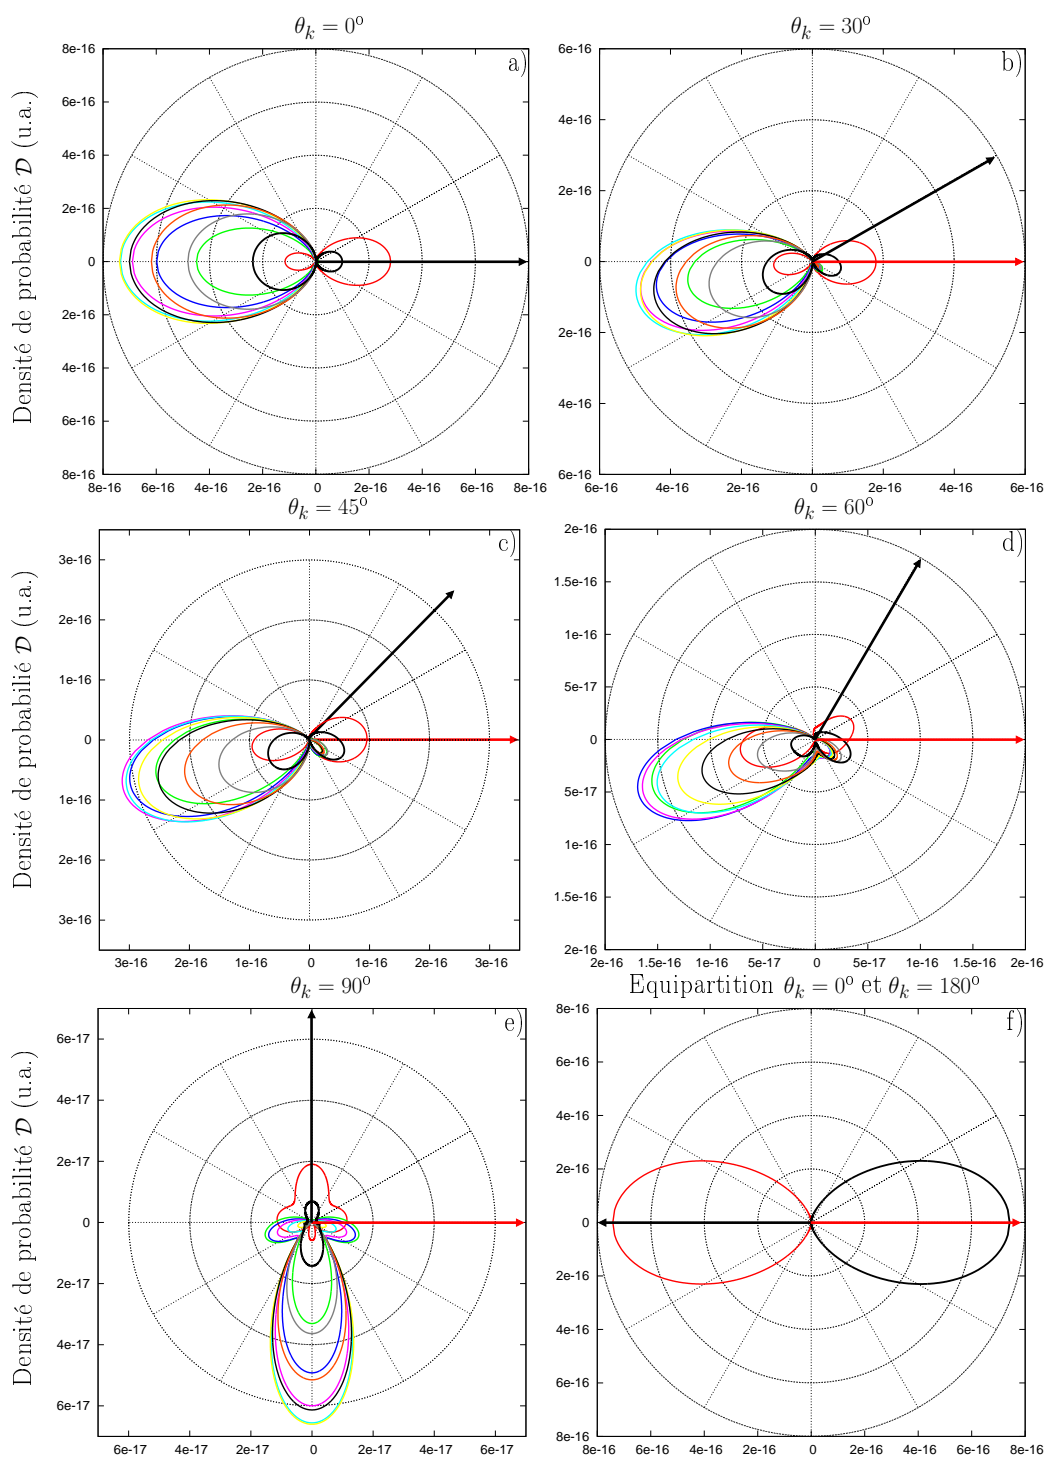 θk = 0º
θk = 30º
Densité de probabilité D (u.a.)
a)
8e-16
6e-16
4e-16
2e-16
0
2e-16
4e-16
6e-16
8e-16
8e-16 6e-16 4e-16 2e-16 0 2e-16 4e-16 6e-16 8e-16
b)
6e-16
4e-16
2e-16
0
2e-16
4e-16
6e-16
6e-16 4e-16 2e-16 0 2e-16 4e-16 6e-16
θk = 45º
θk = 60º
Densité de probabilié D (u.a.)
c)
3e-16
2e-16
1e-16
0
1e-16
2e-16
3e-16
3e-16 2e-16 1e-16 0 1e-16 2e-16 3e-16
d)
2e-16
1.5e-16
1e-16
5e-17
0
5e-17
1e-16
1.5e-16
2e-16
2e-16 1.5e-16 1e-16 5e-17 0 5e-17 1e-16 1.5e-16 2e-16
θk = 90º
Equipartition θk = 0º et θk = 180º
Densité de probabilité D (u.a.)
e)
6e-17
4e-17
2e-17
0
2e-17
4e-17
6e-17
6e-17 4e-17 2e-17 0 2e-17 4e-17 6e-17
f)
8e-16
6e-16
4e-16
2e-16
0
2e-16
4e-16
6e-16
8e-16
8e-16 6e-16 4e-16 2e-16 0 2e-16 4e-16 6e-16 8e-16